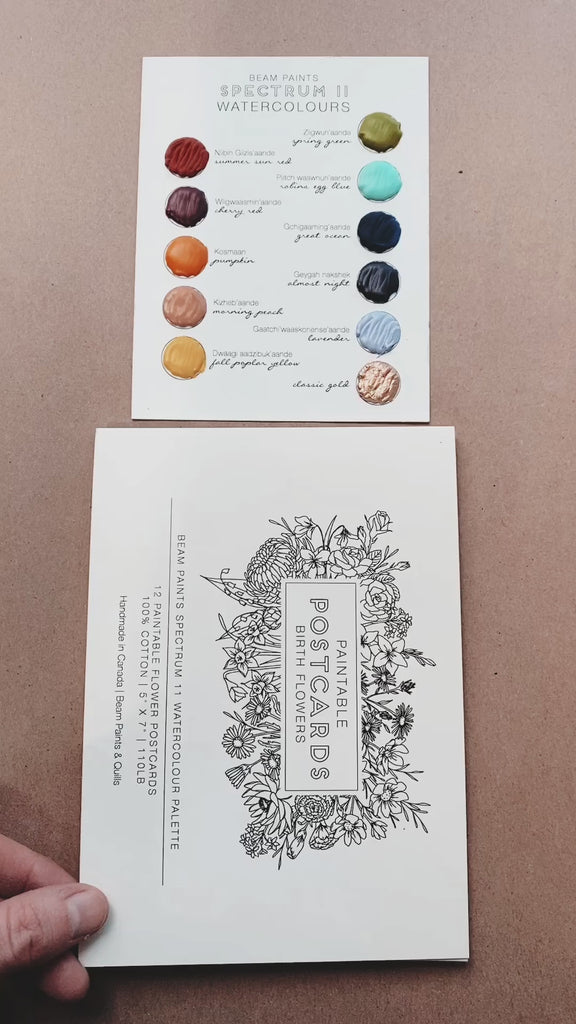 BEAM PAINTS
SPECTRUM II
WATERCOLOURS
Niibin Giizis'aande
summer sun red
Wiigwaasmin'aande
cherry red
Kosmaan
pumpkin
Kizheb'aande
morning peach
Dwaagi aadzibuk'aande
fall poplar yellow
Ziigwun'aande
spring green
Piitch waawnun'aande
robins egg blue
Gchigaaming'aande
great ocean
Geygah nakshek
almost night
Gaatchi'waaskonense'aande
lavender
classic gold
PAINTABLE
POSTCARDS
BIRTH FLOWERS
BEAM PAINTS SPECTRUM 11 WATERCOLOUR PALETTE
12 PAINTABLE FLOWER POSTCARDS
100% COTTON | 5" X 7" | 110LB
Handmade in Canada | Beam Paints & Quills